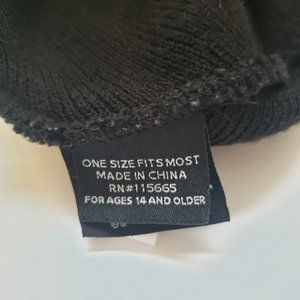 ONE SIZE FITS MOST
MADE IN CHINA
RN#115665
FOR AGES 14 AND OLDER